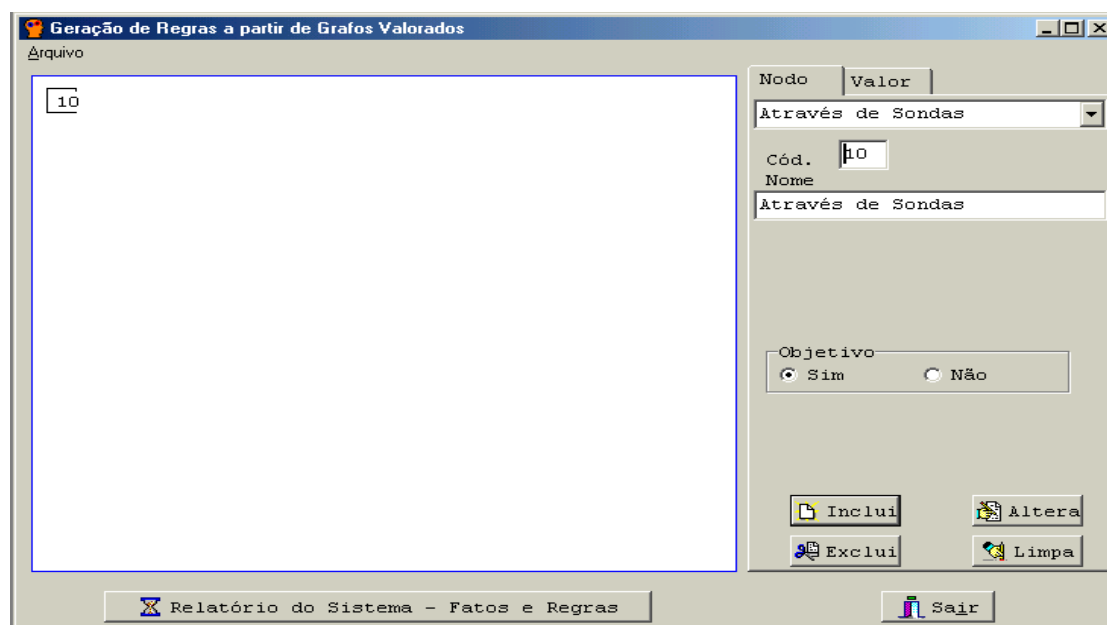 Geração de Regras a partir de Grafos Valorados
Arquivo
10
Nodo Valor
Através de Sondas
Cód. 10
Nome
Através de Sondas
Objetivo
Sim Não
Inclui Altera
Exclui Limpa
Relatório do Sistema - Fatos e Regras Sair